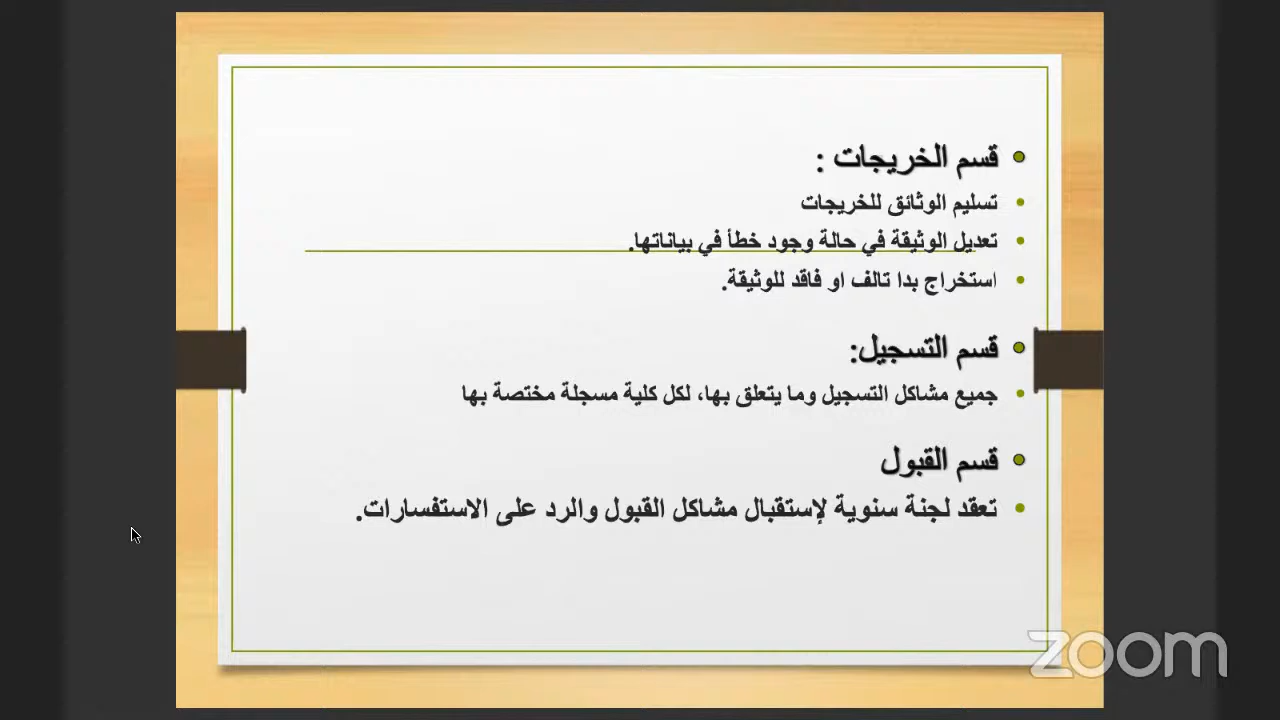 قسم الخريجات :
تسليم الوثائق للخريجات
تعديل الوثيقة في حالة وجود خطأ في بياناتها.
استخراج بدا تالف او فاقد للوثيقة.
قسم التسجيل:
جميع مشاكل التسجيل وما يتعلق بها، لكل كلية مسجلة مختصة بها
قسم القبول
تعقد لجنة سنوية لإستقبال مشاكل القبول والرد على الاستفسارات.
zoom